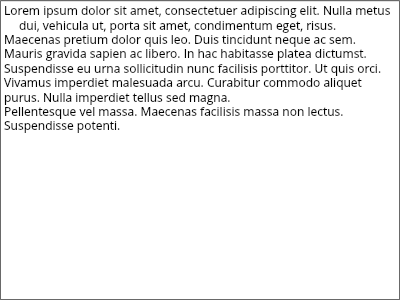 Lorem ipsum dolor sit amet, consectetuer adipiscing elit. Nulla metus
dui, vehicula ut, porta sit amet, condimentum eget, risus.
Maecenas pretium dolor quis leo. Duis tincidunt neque ac sem.
Mauris gravida sapien ac libero. In hac habitasse platea dictumst.
Suspendisse eu urna sollicitudin nunc facilisis porttitor. Ut quis orci.
Vivamus imperdiet malesuada arcu. Curabitur commodo aliquet
purus. Nulla imperdiet tellus sed magna.
Pellentesque vel massa. Maecenas facilisis massa non lectus.
Suspendisse potenti.